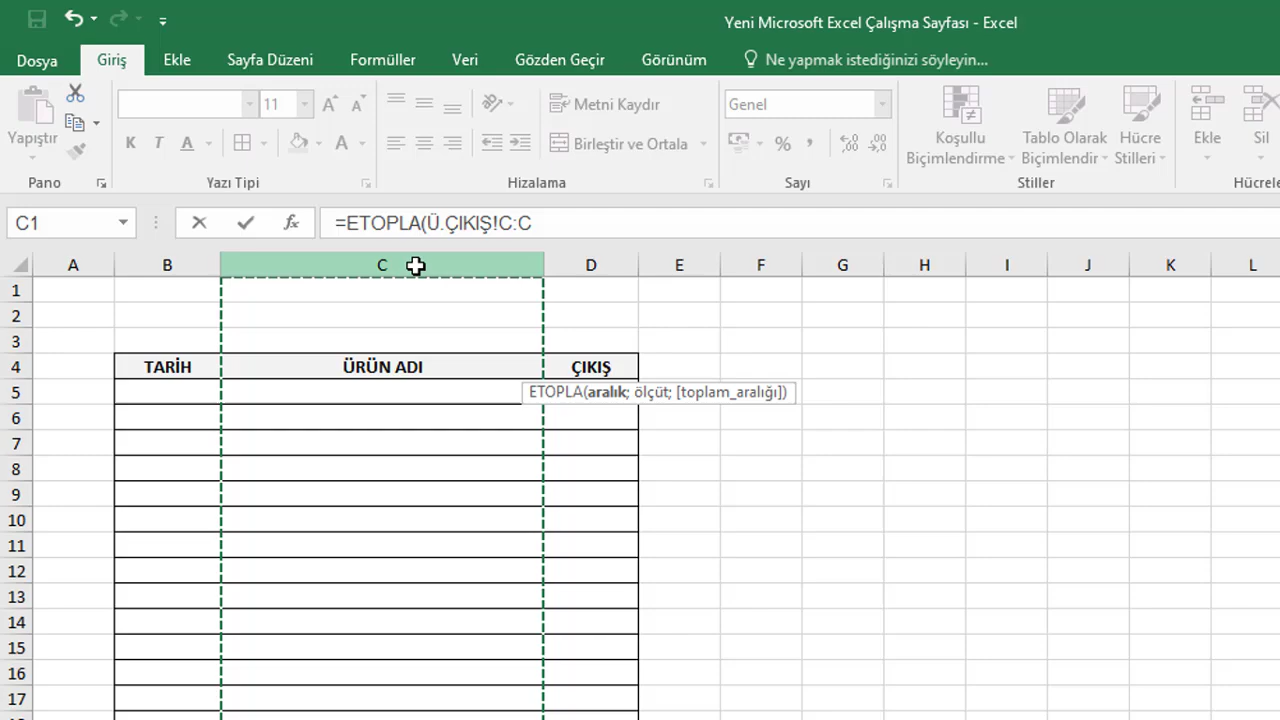 Yeni Microsoft Excel Çalışma Sayfası - Excel
Dosya Giriş Ekle Sayfa Düzeni Formüller Veri Gözden Geçir Görünüm Ne yapmak istediğinizi söyleyin...
Yapıştır
Pano
11
K T A
A
Yazı Tipi
Metni Kaydır
Birleştir ve Ortala
Hizalama
Genel
%
Sayı
Koşullu Biçimlendirme
Tablo Olarak Biçimlendir
Hücre Stilleri
Stiller
Ekle
Sil
Hücrele
C1 fx =ETOPLA(Ü.ÇIKIŞ!C:C
A B C D E F G H I J K L
1
2
3
4 TARİH ÜRÜN ADI ÇIKIŞ
5 ETOPLA(aralık; ölçüt; [toplam_aralığı])
6
7
8
9
10
11
12
13
14
15
16
17